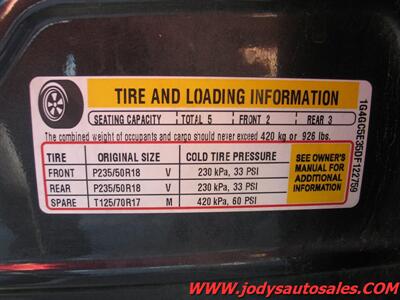 TIRE AND LOADING INFORMATION
SEATING CAPACITY TOTAL 5 FRONT 2 REAR 3
The combined weight of occupants and cargo should never exceed 420 kg or 926 lbs.
TIRE ORIGINAL SIZE COLD TIRE PRESSURE
FRONT P235/50R18 V 230 kPa, 33 PSI
REAR P235/50R18 V 230 kPa, 33 PSI
SPARE T125/70R17 M 420 kPa, 60 PSI
SEE OWNER'S
MANUAL FOR
ADDITIONAL
INFORMATION
1G4GC5E35DF122759
www.jodysautosales.COM